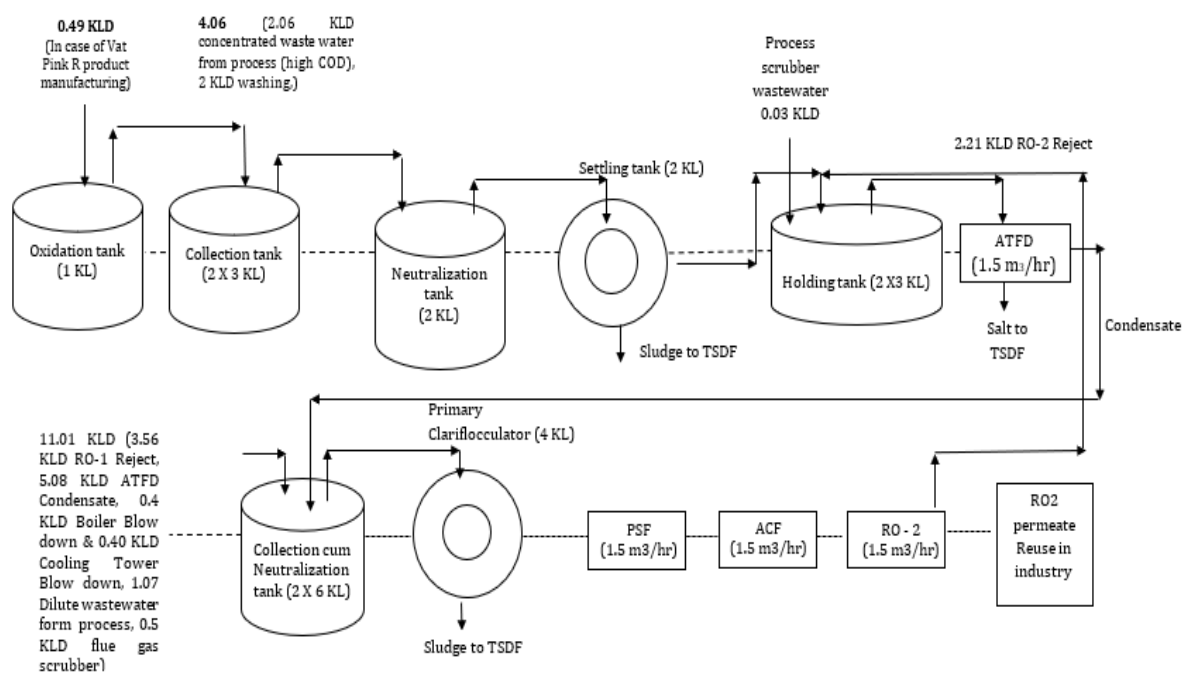 0.49 KLD
(In case of Vat
Pink R product
manufacturing)
4.06 (2.06 KLD
concentrated waste water
from process (high COD),
2 KLD washing,)
Process
scrubber
wastewater
0.03 KLD
2.21 KLD RO-2 Reject
Settling tank (2 KL)
Oxidation tank
(1 KL)
Collection tank
(2 X 3 KL)
Neutralization
tank
(2 KL)
Holding tank (2 X3 KL)
ATFD
(1.5 m3/hr)
Sludge to TSDF
Salt to
TSDF
Condensate
Primary
Clariflocculator (4 KL)
11.01 KLD (3.56
KLD RO-1 Reject,
5.08 KLD ATFD
Condensate, 0.4
KLD Boiler Blow
down & 0.40 KLD
Cooling Tower
Blow down, 1.07
Dilute wastewater
form process, 0.5
KLD flue gas
scrubber)
Collection cum
Neutralization
tank (2 X 6 KL)
Sludge to TSDF
PSF
(1.5 m3/hr)
ACF
(1.5 m3/hr)
RO - 2
(1.5 m3/hr)
RO2
permeate
Reuse in
industry